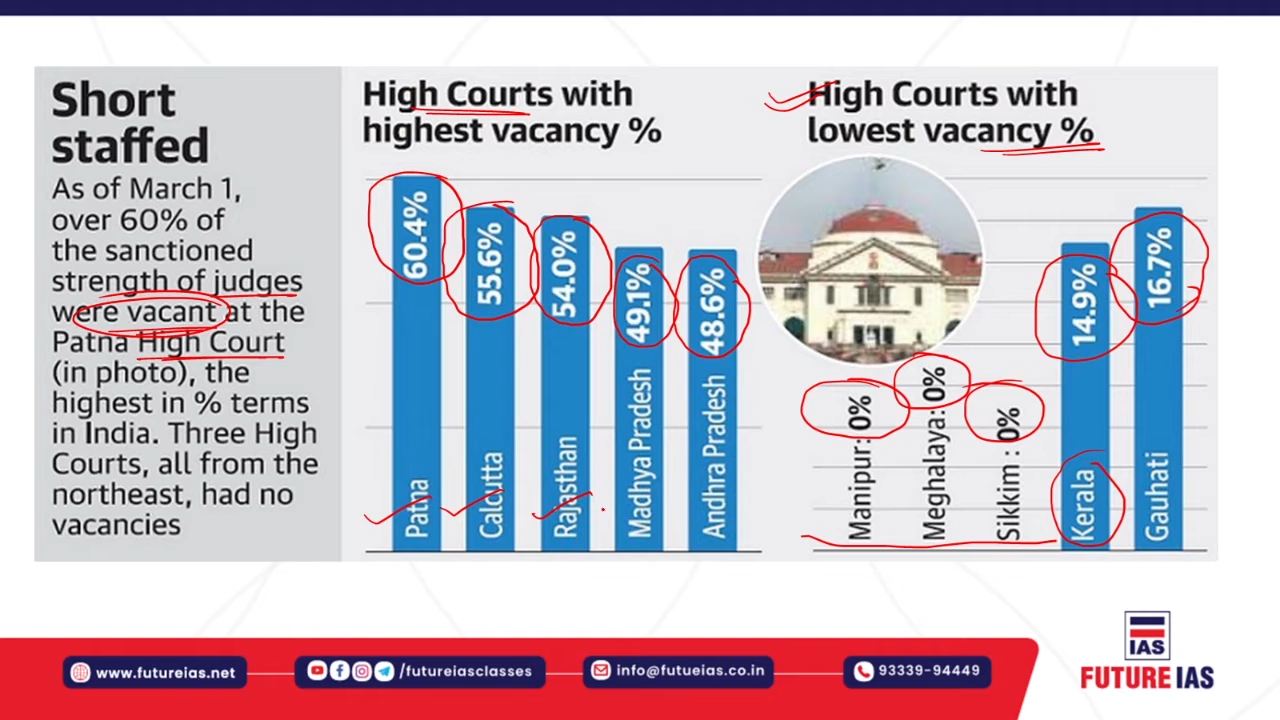 Short
staffed
As of March 1,
over 60% of
the sanctioned
strength of judges
were vacant at the
Patna High Court
(in photo), the
highest in % terms
in India. Three High
Courts, all from the
northeast, had no
vacancies
High Courts with
highest vacancy %
60.4%
Patna
55.6%
Calcutta
54.0%
Rajasthan
49.1%
Madhya Pradesh
48.6%
Andhra Pradesh
High Courts with
lowest vacancy %
Manipur: 0%
Meghalaya: 0%
Sikkim : 0%
14.9%
Kerala
16.7%
Gauhati
www.futureias.net
/futureiasclasses
info@futueias.co.in
93339-94449
IAS
FUTURE IAS